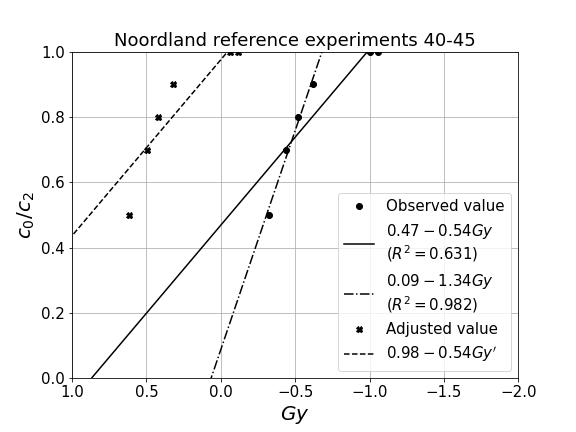 Noordland reference experiments 40-45
c₀/c₂
1.0
0.8
0.6
0.4
0.2
0.0
Observed value
0.47 − 0.54Gy
(R² = 0.631)
0.09 − 1.34Gy
(R² = 0.982)
Adjusted value
0.98 − 0.54Gy′
1.0 0.5 0.0 −0.5 −1.0 −1.5 −2.0
Gy